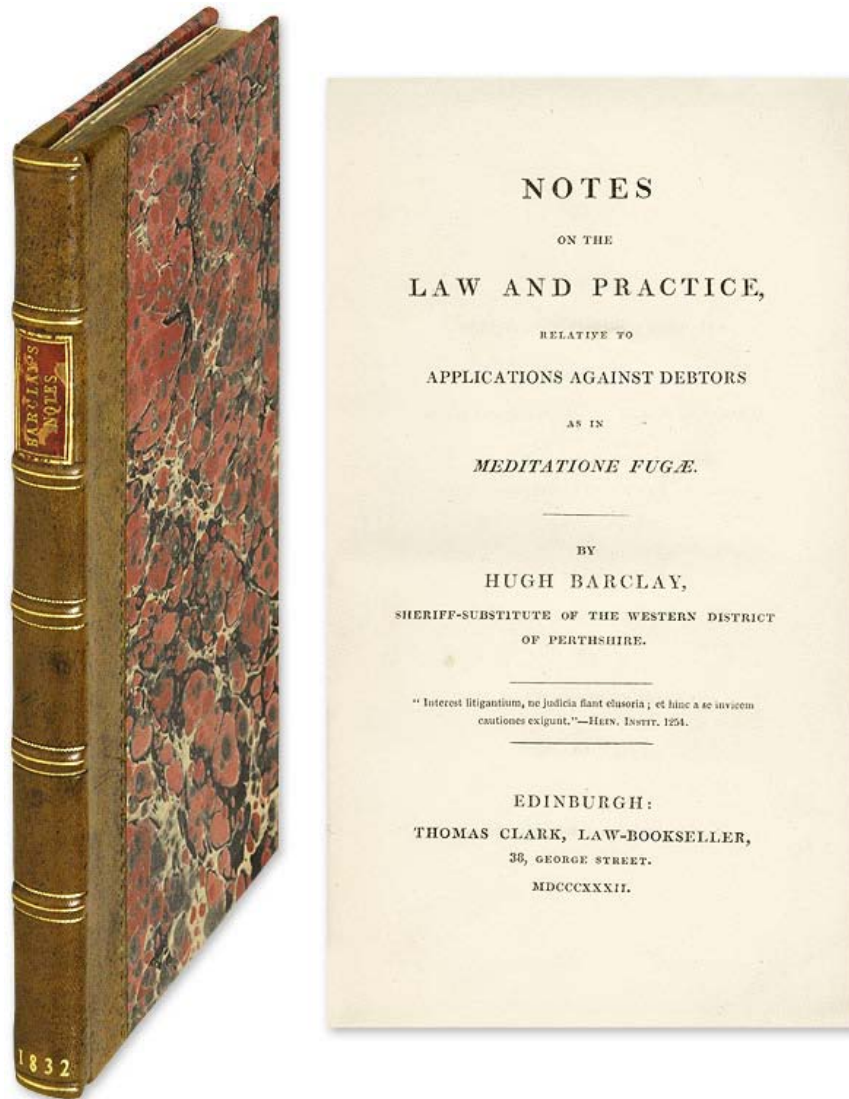 BARCLAY'S
NOTES
1832
NOTES
ON THE
LAW AND PRACTICE,
RELATIVE TO
APPLICATIONS AGAINST DEBTORS
AS IN
MEDITATIONE FUGÆ.
BY
HUGH BARCLAY,
SHERIFF-SUBSTITUTE OF THE WESTERN DISTRICT
OF PERTHSHIRE.
" Interest litigantium, ne judicia fiant elusoria ; et hinc a se invicem
cautiones exigunt."—HEIN. INSTIT. 1254.
EDINBURGH:
THOMAS CLARK, LAW-BOOKSELLER,
38, GEORGE STREET.
MDCCCXXXII.